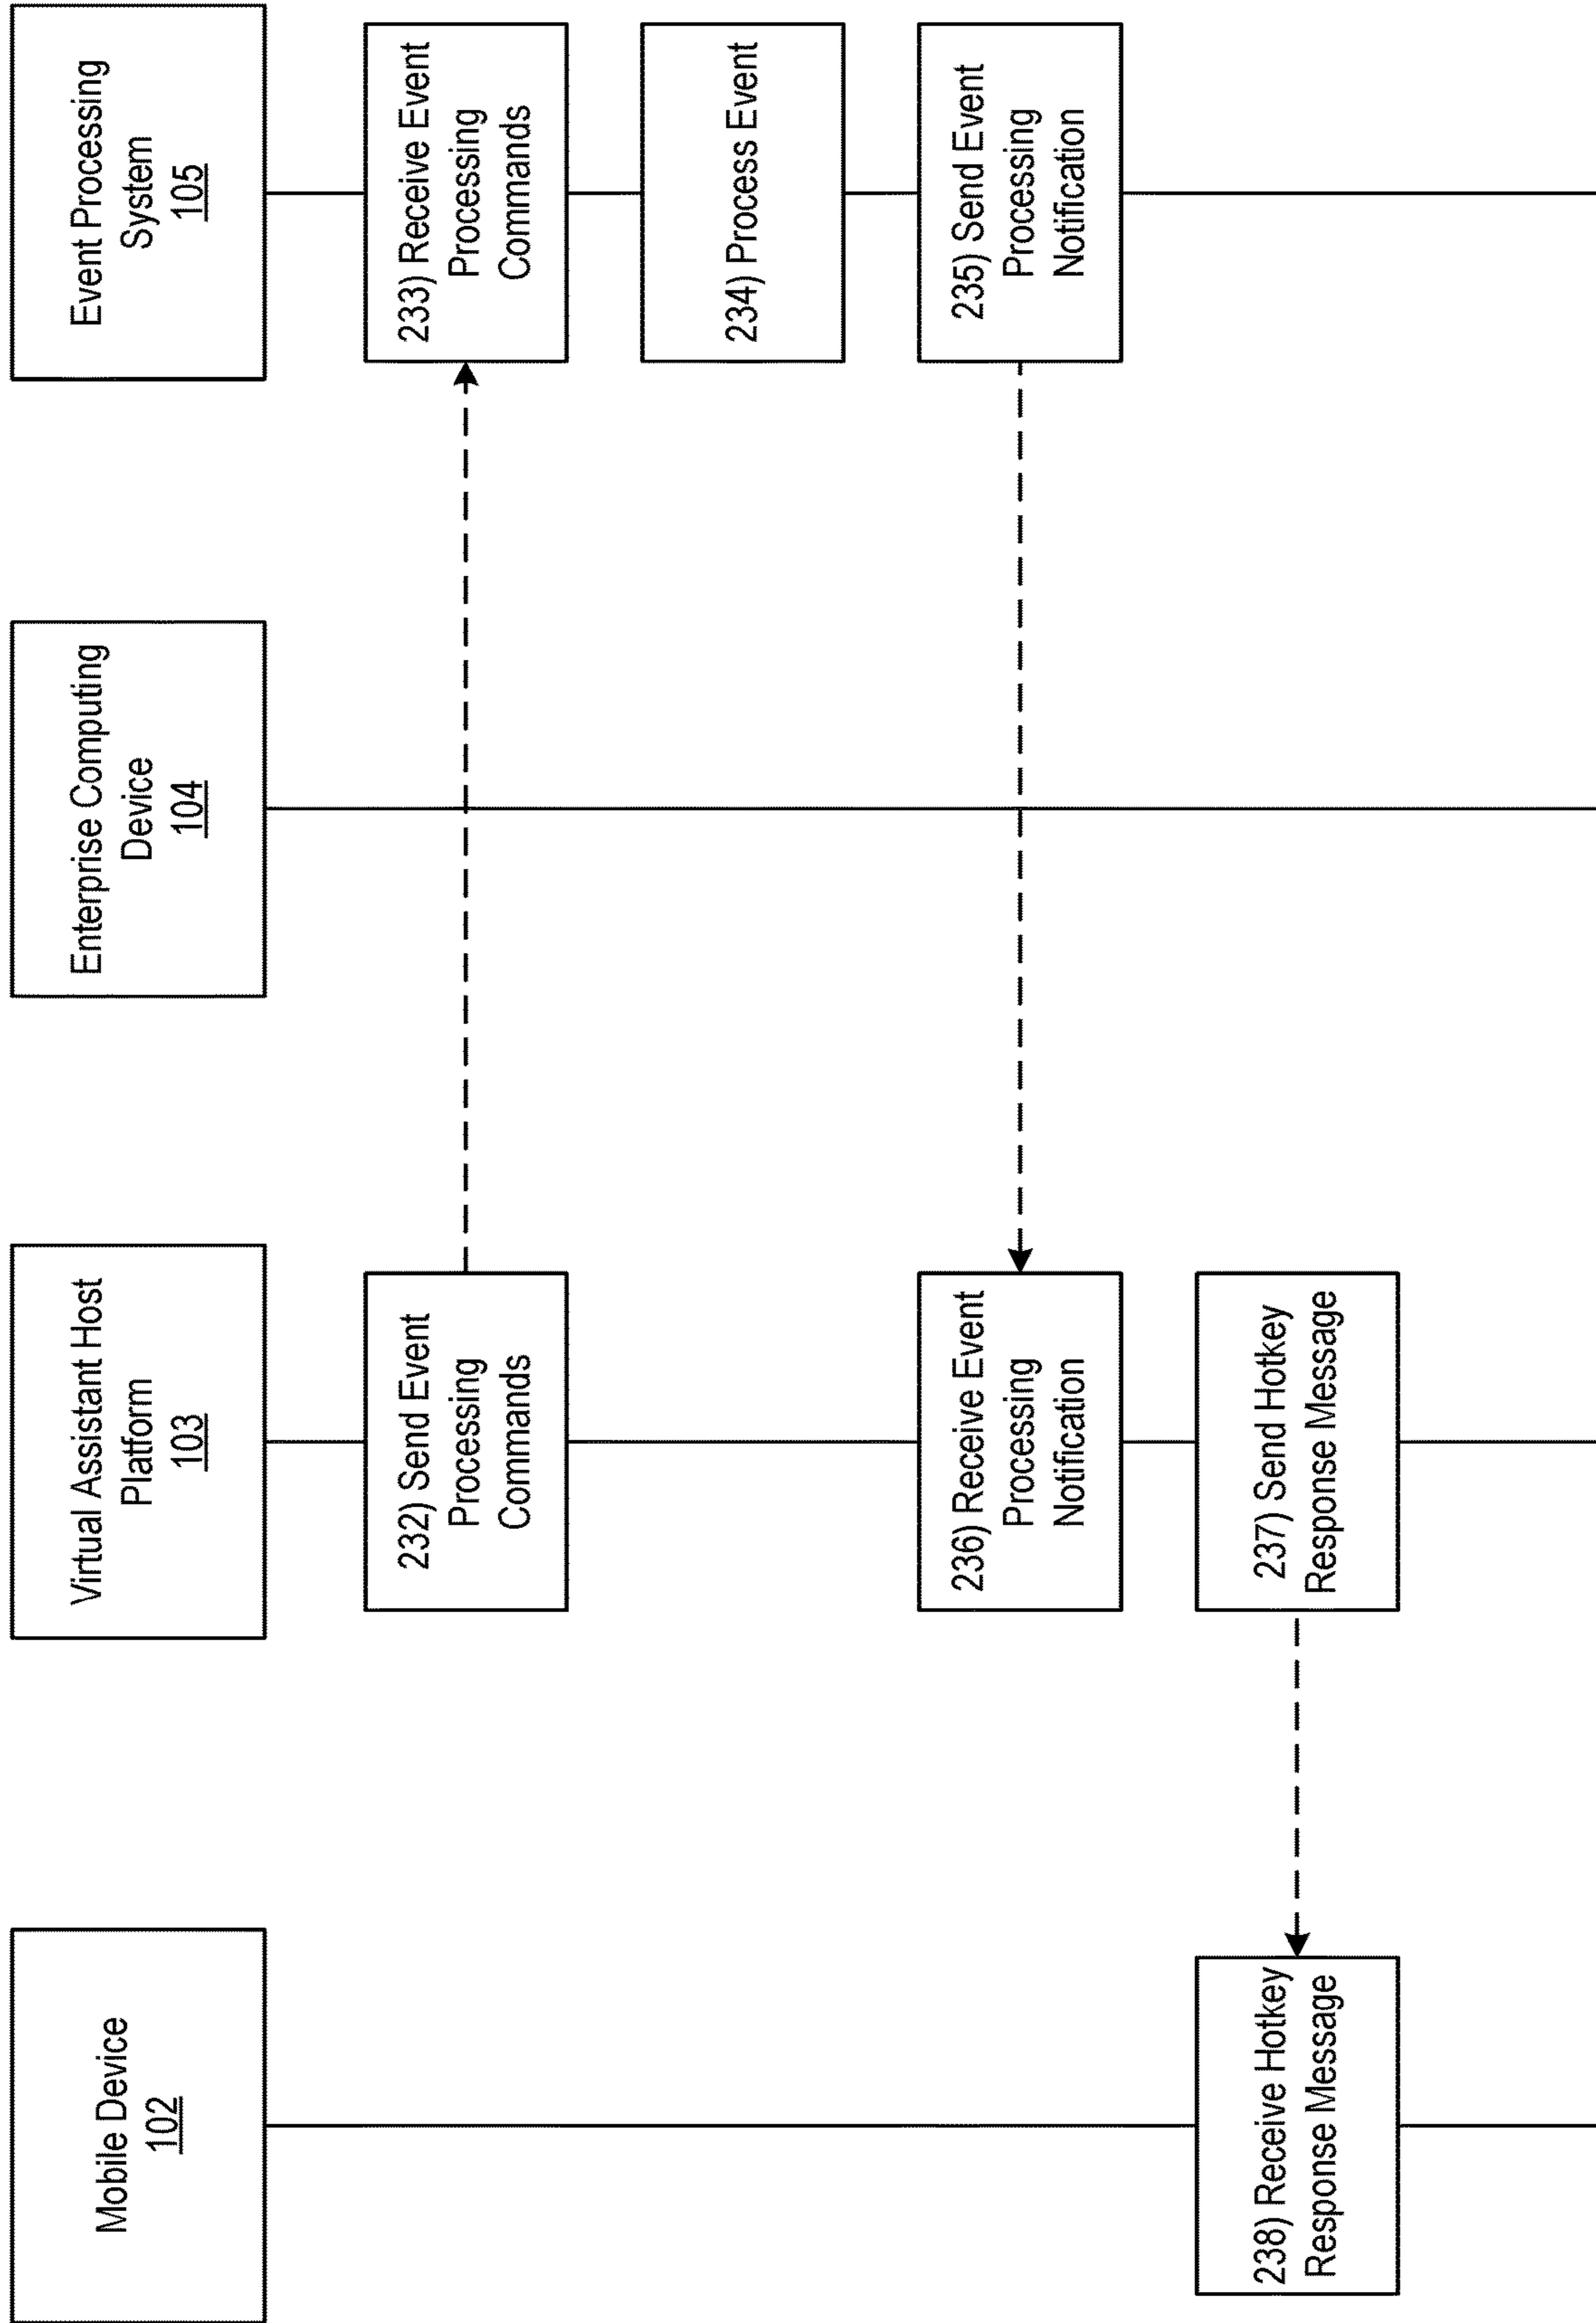 Mobile Device
102
Virtual Assistant Host
Platform
103
Enterprise Computing
Device
104
Event Processing
System
105
232) Send Event
Processing
Commands
233) Receive Event
Processing
Commands
234) Process Event
236) Receive Event
Processing
Notification
235) Send Event
Processing
Notification
238) Receive Hotkey
Response Message
237) Send Hotkey
Response Message